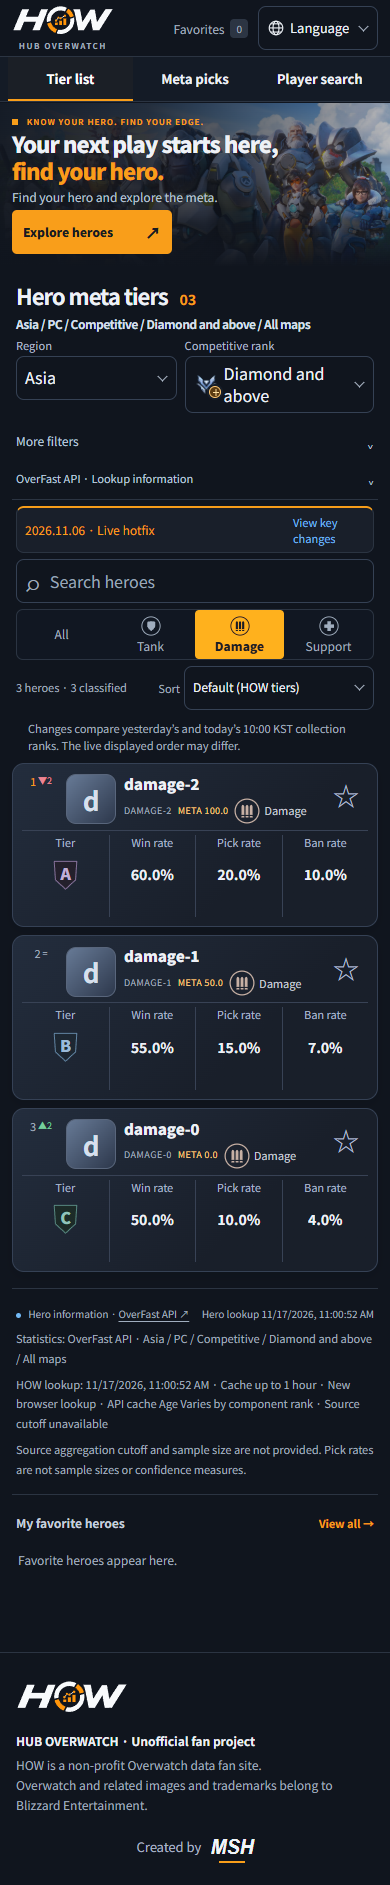 HOW
HUB OVERWATCH
Favorites 0
Language
Tier list Meta picks Player search
KNOW YOUR HERO. FIND YOUR EDGE.
Your next play starts here,
find your hero.
Find your hero and explore the meta.
Explore heroes ↗
Hero meta tiers 03
Asia / PC / Competitive / Diamond and above / All maps
Region Competitive rank
Asia
Diamond and
above
More filters
OverFast API · Lookup information
2026.11.06 · Live hotfix
View key
changes
Search heroes
All Tank Damage Support
3 heroes · 3 classified Sort Default (HOW tiers)
Changes compare yesterday's and today's 10:00 KST collection
ranks. The live displayed order may differ.
1 ▼2 d damage-2 ☆
DAMAGE-2 META 100.0 Damage
Tier Win rate Pick rate Ban rate
A 60.0% 20.0% 10.0%
2 = d damage-1 ☆
DAMAGE-1 META 50.0 Damage
Tier Win rate Pick rate Ban rate
B 55.0% 15.0% 7.0%
3 ▲2 d damage-0 ☆
DAMAGE-0 META 0.0 Damage
Tier Win rate Pick rate Ban rate
C 50.0% 10.0% 4.0%
Hero information · OverFast API ↗ Hero lookup 11/17/2026, 11:00:52 AM
Statistics: OverFast API · Asia / PC / Competitive / Diamond and above
/ All maps
HOW lookup: 11/17/2026, 11:00:52 AM · Cache up to 1 hour · New
browser lookup · API cache Age Varies by component rank · Source
cutoff unavailable
Source aggregation cutoff and sample size are not provided. Pick rates
are not sample sizes or confidence measures.
My favorite heroes View all →
Favorite heroes appear here.
HOW
HUB OVERWATCH · Unofficial fan project
HOW is a non-profit Overwatch data fan site.
Overwatch and related images and trademarks belong to
Blizzard Entertainment.
Created by MSH